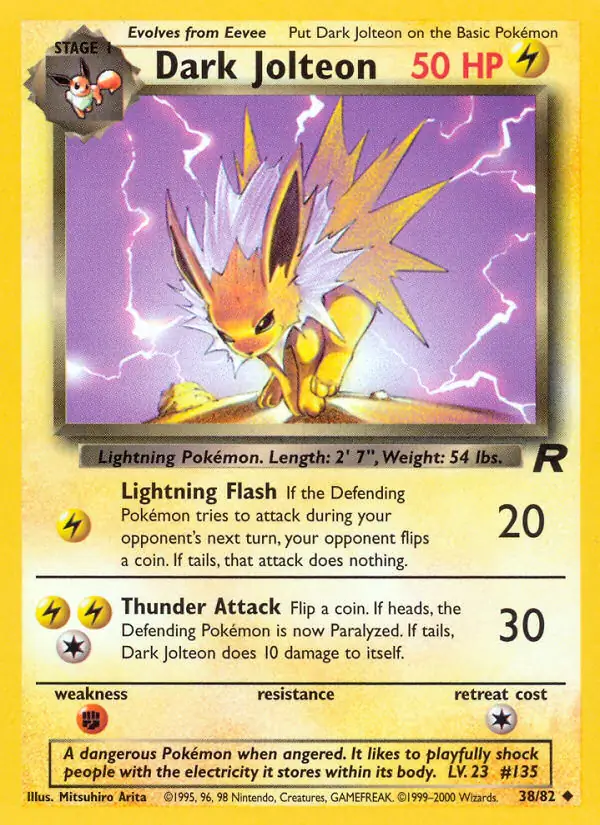 Evolves from Eevee Put Dark Jolteon on the Basic Pokémon
STAGE 1
Dark Jolteon 50 HP
Lightning Pokémon. Length: 2' 7", Weight: 54 lbs.
R
Lightning Flash If the Defending
Pokémon tries to attack during your
opponent's next turn, your opponent flips
a coin. If tails, that attack does nothing.
20
Thunder Attack Flip a coin. If heads, the
Defending Pokémon is now Paralyzed. If tails,
Dark Jolteon does 10 damage to itself.
30
weakness resistance retreat cost
A dangerous Pokémon when angered. It likes to playfully shock
people with the electricity it stores within its body. LV. 23 #135
Illus. Mitsuhiro Arita ©1995, 96, 98 Nintendo, Creatures, GAMEFREAK. ©1999-2000 Wizards. 38/82